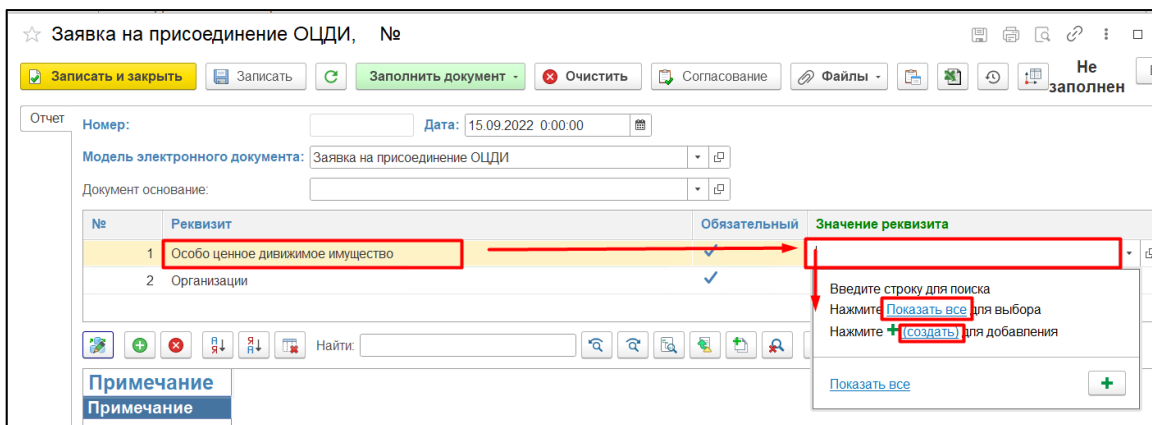 Заявка на присоединение ОЦДИ, №
Записать и закрыть Записать Заполнить документ Очистить Согласование Файлы Не заполнен
Отчет
Номер: Дата: 15.09.2022 0:00:00
Модель электронного документа: Заявка на присоединение ОЦДИ
Документ основание:
№ Реквизит Обязательный Значение реквизита
1 Особо ценное дивижимое имущество
2 Организации
Введите строку для поиска
Нажмите Показать все для выбора
Нажмите + (создать) для добавления
Показать все
Найти:
Примечание
Примечание